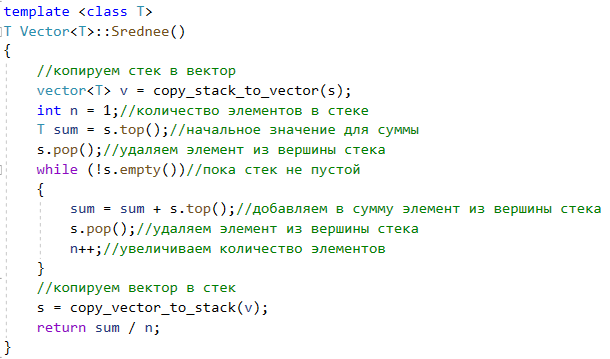 template <class T>
T Vector<T>::Srednee()
{
//копируем стек в вектор
vector<T> v = copy_stack_to_vector(s);
int n = 1;//количество элементов в стеке
T sum = s.top();//начальное значение для суммы
s.pop();//удаляем элемент из вершины стека
while (!s.empty())//пока стек не пустой
{
sum = sum + s.top();//добавляем в сумму элемент из вершины стека
s.pop();//удаляем элемент из вершины стека
n++;//увеличиваем количество элементов
}
//копируем вектор в стек
s = copy_vector_to_stack(v);
return sum / n;
}